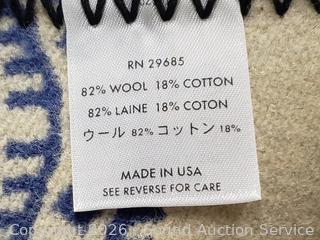 RN 29685
82% WOOL 18% COTTON
82% LAINE 18% COTON
ウール 82% コットン 18%
MADE IN USA
SEE REVERSE FOR CARE